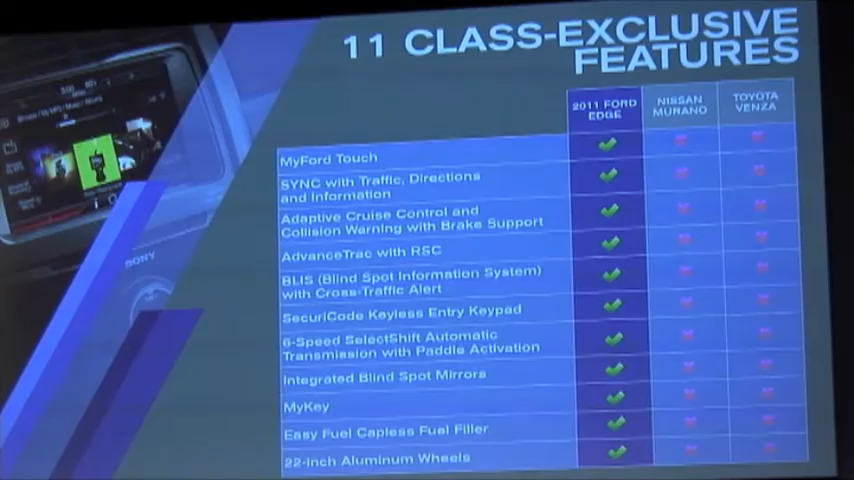 11 CLASS-EXCLUSIVE
FEATURES
2011 FORD
EDGE
NISSAN
MURANO
TOYOTA
VENZA
MyFord Touch
SYNC with Traffic, Directions
and Information
Adaptive Cruise Control and
Collision Warning with Brake Support
AdvanceTrac with RSC
BLIS (Blind Spot Information System)
with Cross-Traffic Alert
SecuriCode Keyless Entry Keypad
6-Speed SelectShift Automatic
Transmission with Paddle Activation
Integrated Blind Spot Mirrors
MyKey
Easy Fuel Capless Fuel Filler
22-inch Aluminum Wheels
SONY